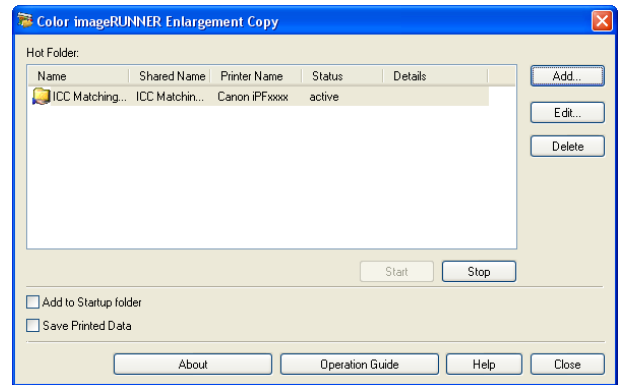 Color imageRUNNER Enlargement Copy
Hot Folder:
Name Shared Name Printer Name Status Details
ICC Matching... ICC Matchin... Canon iPFxxxx active
Add...
Edit...
Delete
Start Stop
Add to Startup folder
Save Printed Data
About Operation Guide Help Close